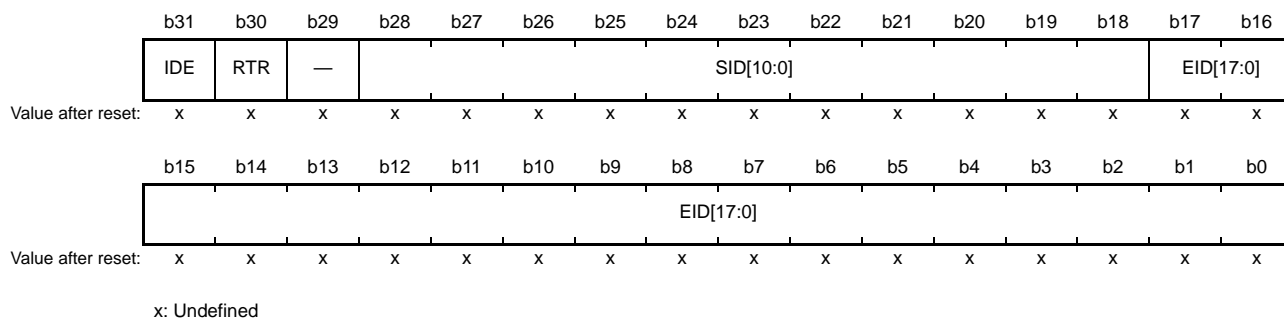 b31 b30 b29 b28 b27 b26 b25 b24 b23 b22 b21 b20 b19 b18 b17 b16
IDE RTR — SID[10:0] EID[17:0]
Value after reset: x x x x x x x x x x x x x x x x
b15 b14 b13 b12 b11 b10 b9 b8 b7 b6 b5 b4 b3 b2 b1 b0
EID[17:0]
Value after reset: x x x x x x x x x x x x x x x x
x: Undefined